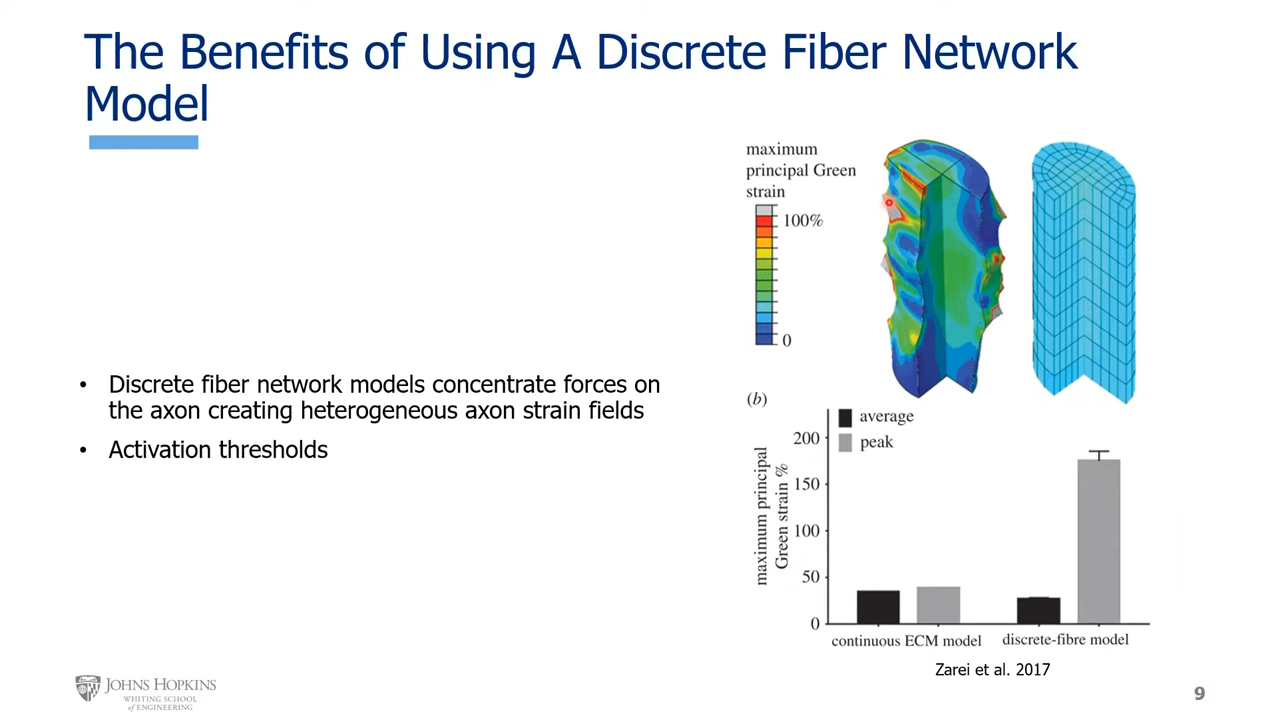 The Benefits of Using A Discrete Fiber Network
Model
maximum
principal Green
strain
100%
0
• Discrete fiber network models concentrate forces on
the axon creating heterogeneous axon strain fields
• Activation thresholds
(b)
average
peak
maximum principal
Green strain %
200
150
100
50
0
continuous ECM model
discrete-fibre model
Zarei et al. 2017
JOHNS HOPKINS
WHITING SCHOOL
of ENGINEERING
9